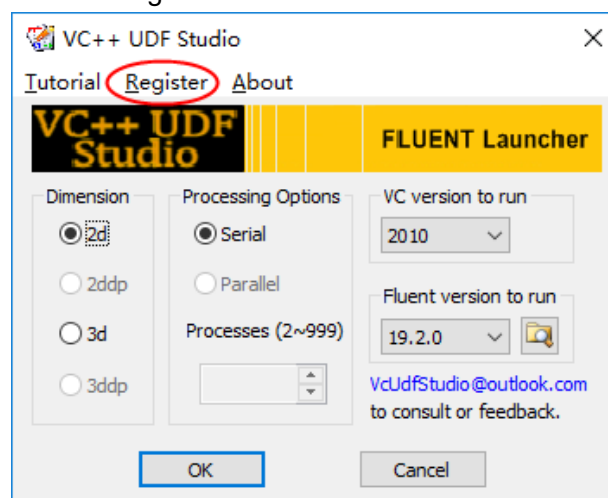 VC++ UDF Studio
Tutorial Register About
VC++ UDF
Studio
FLUENT Launcher
Dimension
2d
2ddp
3d
3ddp
Processing Options
Serial
Parallel
Processes (2~999)
VC version to run
2010
Fluent version to run
19.2.0
VcUdfStudio@outlook.com
to consult or feedback.
OK
Cancel